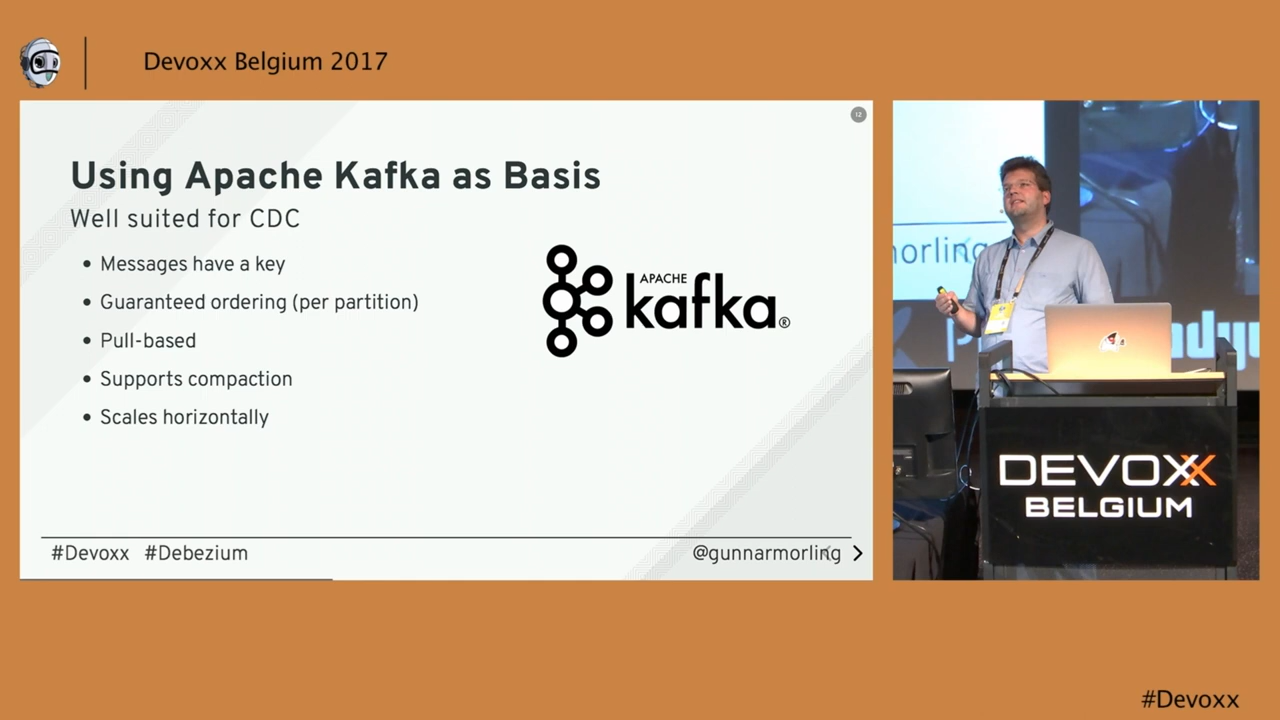 Devoxx Belgium 2017
12
Using Apache Kafka as Basis
Well suited for CDC
Messages have a key
Guaranteed ordering (per partition)
Pull-based
Supports compaction
Scales horizontally
APACHE
kafka®
#Devoxx #Debezium
@gunnarmorling
norling
DEVOXX
BELGIUM
#Devoxx